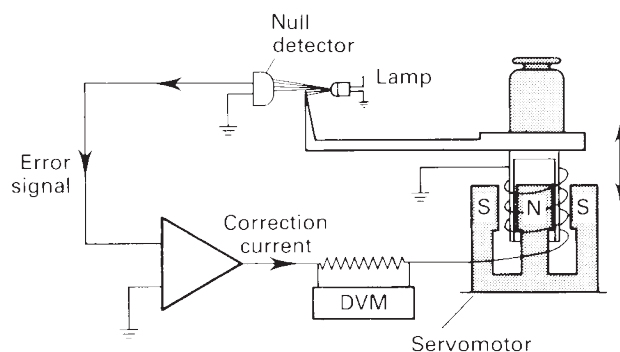 Null
detector
Lamp
Error
signal
Correction
current
S
N
S
DVM
Servomotor